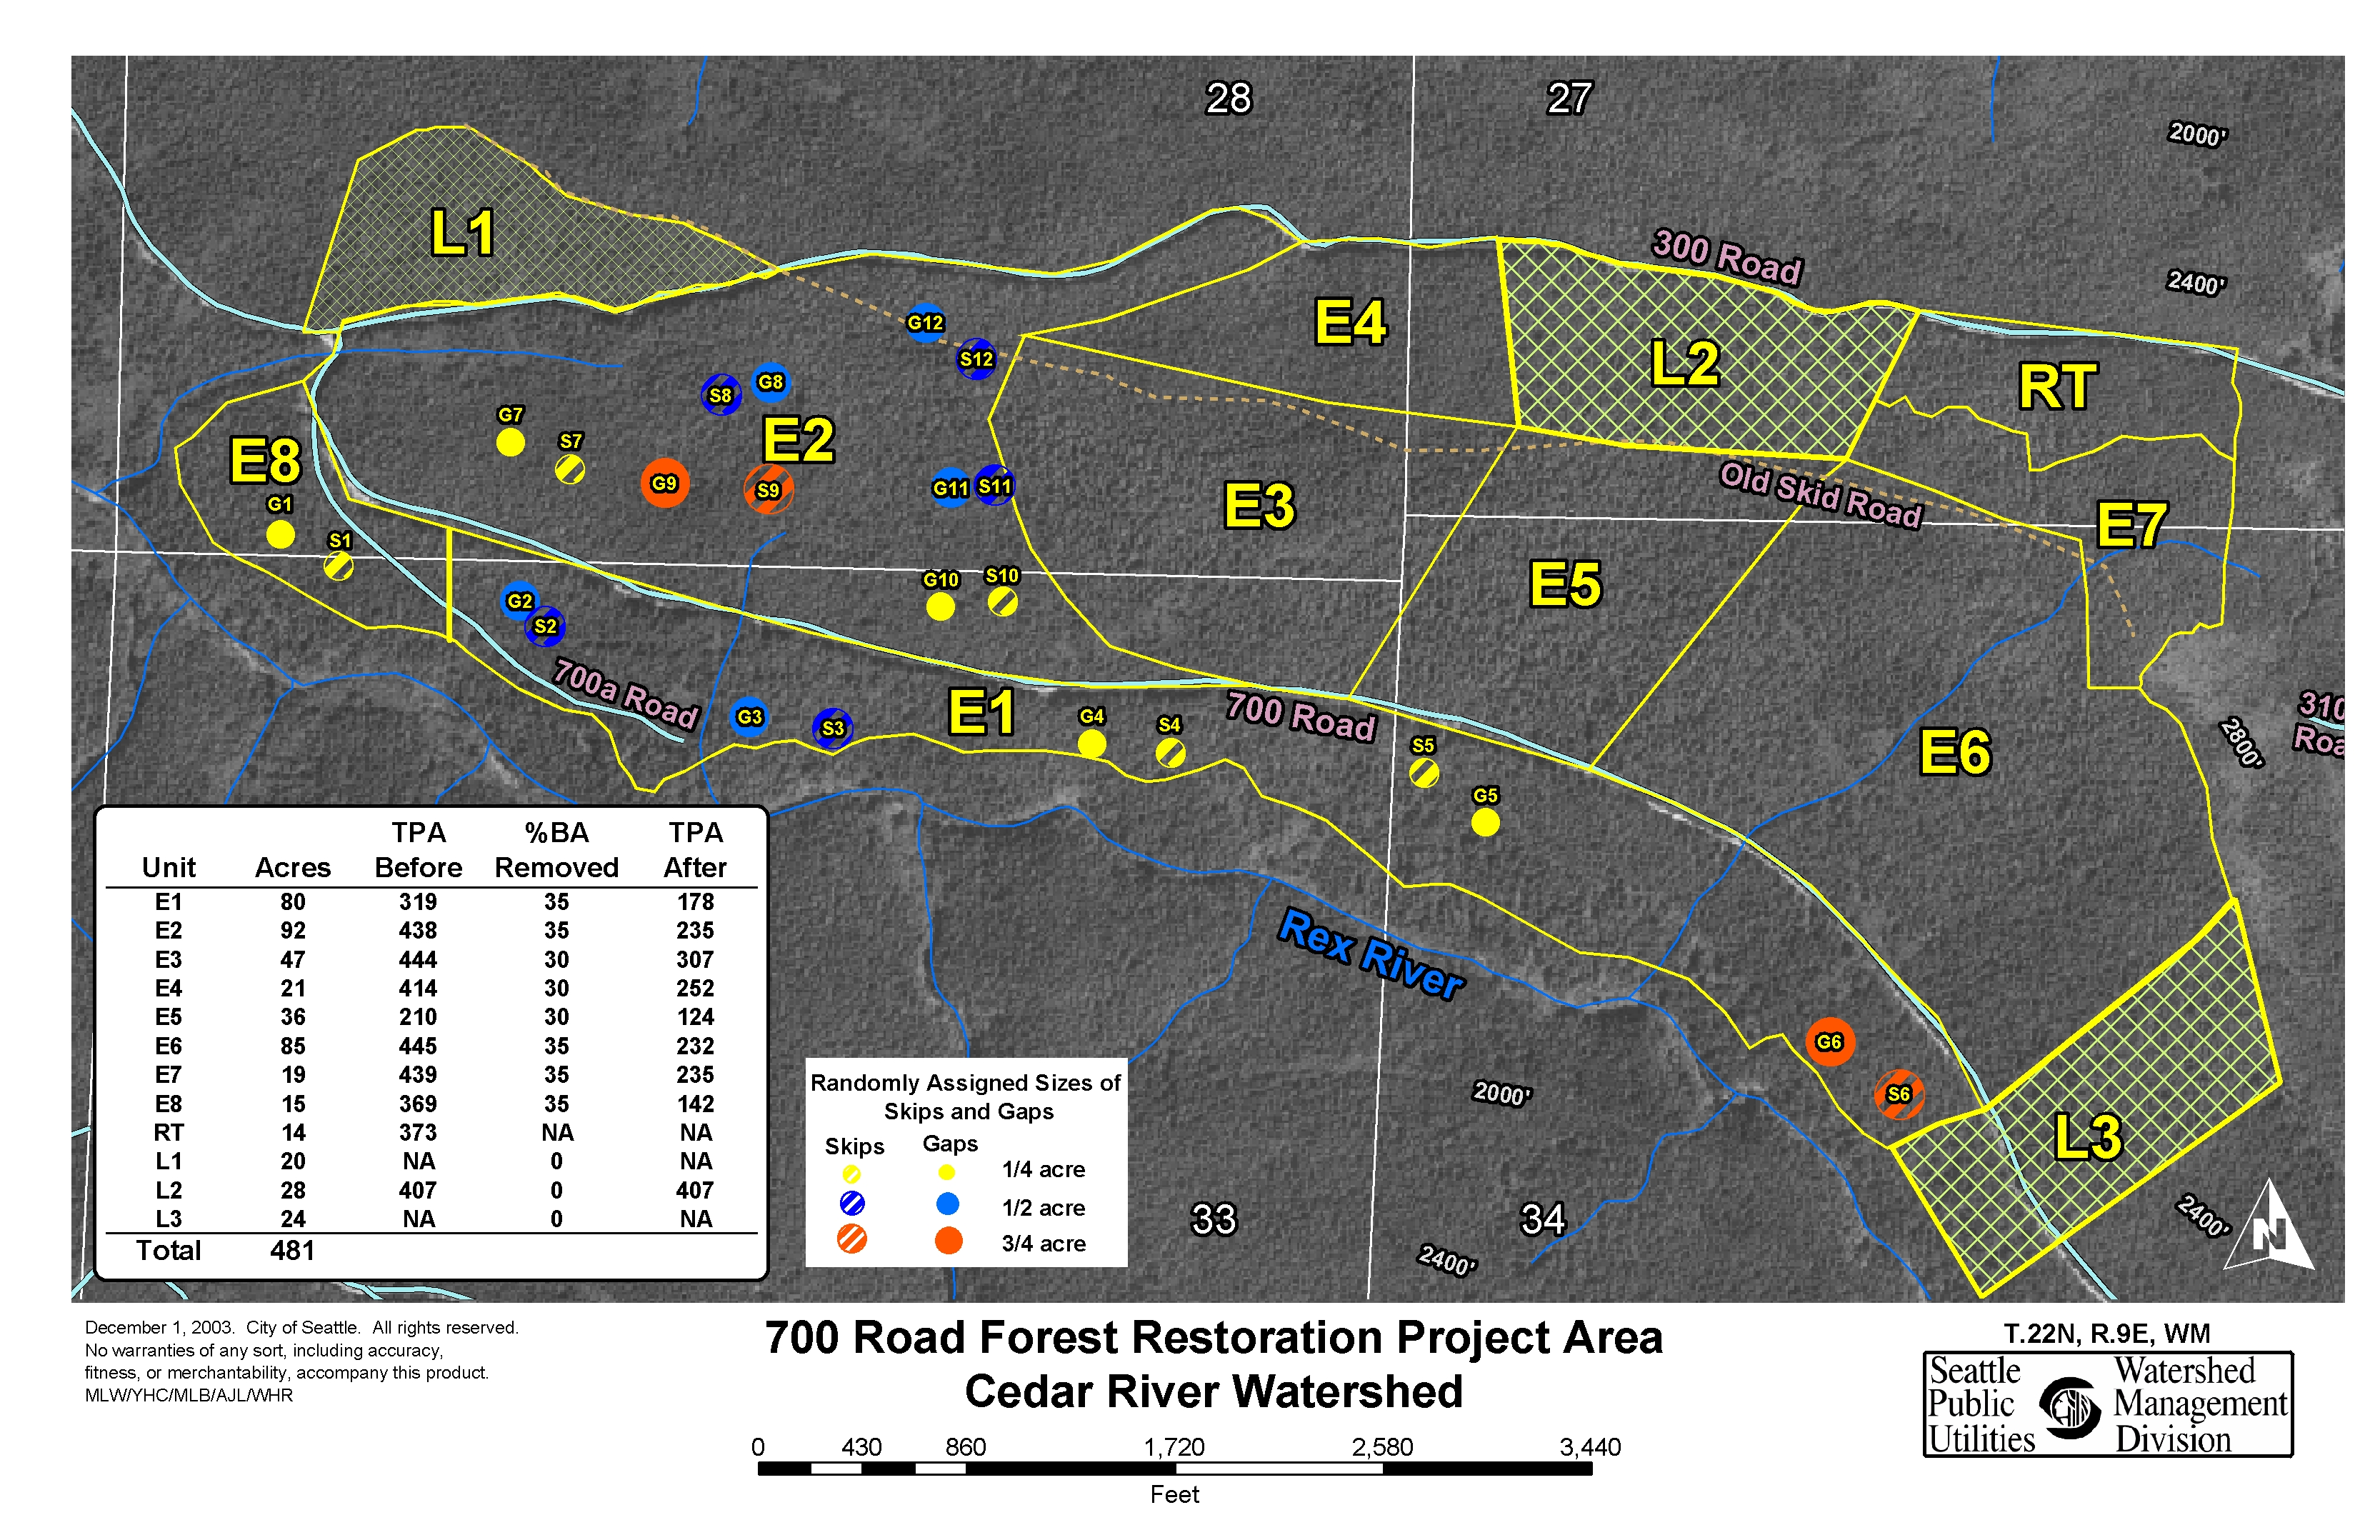 28
27
2000'
300 Road
2400'
L1
G12
S12
E4
L2
RT
S8
G8
G7
S7
E2
E8
G9
S9
G11
S11
E3
Old Skid Road
E7
G1
S1
E5
G10
S10
G2
S2
700a Road
G3
S3
E1
G4
S4
700 Road
S5
G5
E6
2800'
310
Roa
Rex River
G6
S6
L3
2000'
33
34
2400'
2400'
N
TPA %BA TPA
Unit Acres Before Removed After
E1 80 319 35 178
E2 92 438 35 235
E3 47 444 30 307
E4 21 414 30 252
E5 36 210 30 124
E6 85 445 35 232
E7 19 439 35 235
E8 15 369 35 142
RT 14 373 NA NA
L1 20 NA 0 NA
L2 28 407 0 407
L3 24 NA 0 NA
Total 481
Randomly Assigned Sizes of
Skips and Gaps
Skips Gaps
1/4 acre
1/2 acre
3/4 acre
December 1, 2003. City of Seattle. All rights reserved.
No warranties of any sort, including accuracy,
fitness, or merchantability, accompany this product.
MLW/YHC/MLB/AJL/WHR
700 Road Forest Restoration Project Area
Cedar River Watershed
0 430 860 1,720 2,580 3,440
Feet
T.22N, R.9E, WM
Seattle Watershed
Public Management
Utilities Division